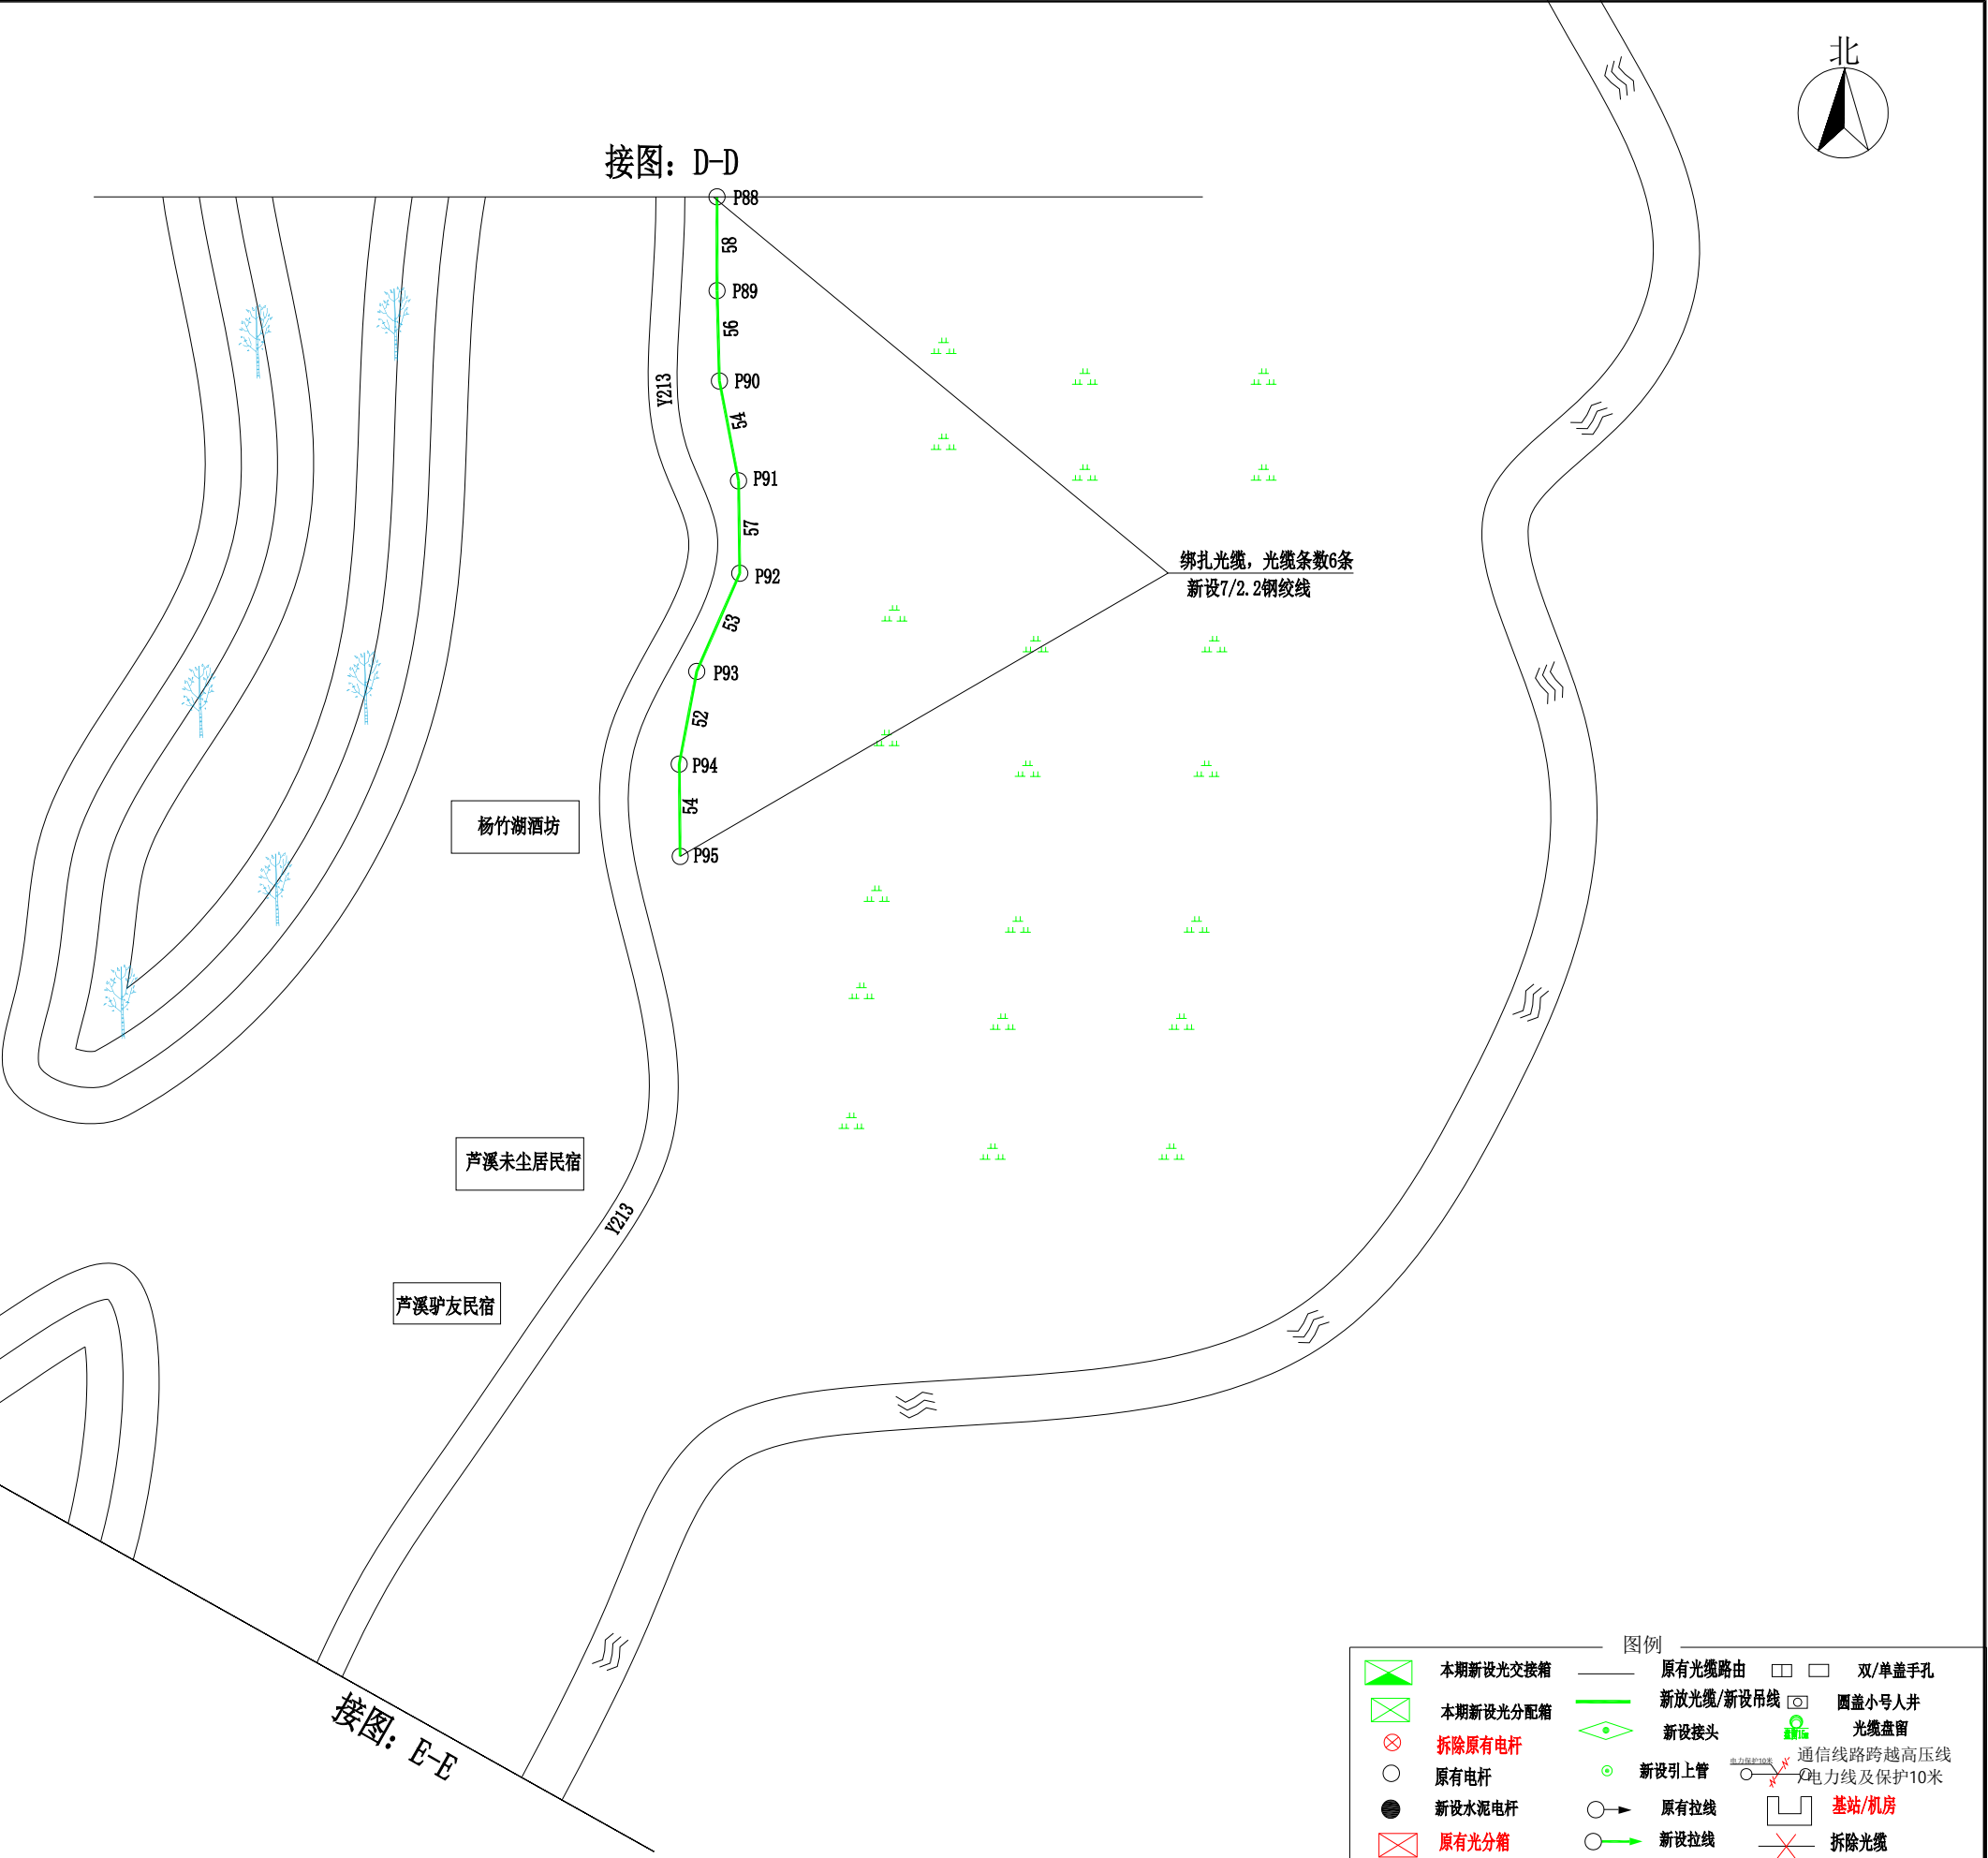 北
接图：D-D
P88
58
P89
56
P90
Y213
54
P91
57
P92
绑扎光缆，光缆条数6条
新设7/2.2钢绞线
53
P93
52
P94
54
P95
杨竹湖酒坊
芦溪未尘居民宿
Y213
芦溪驴友民宿
接图：E-E
图例
本期新设光交接箱
原有光缆路由
双/单盖手孔
本期新设光分配箱
新放光缆/新设吊线
圆盖小号人井
拆除原有电杆
新设接头
光缆盘留
原有电杆
新设引上管
电力保护10米
通信线路跨越高压线
/电力线及保护10米
新设水泥电杆
原有拉线
基站/机房
原有光分箱
新设拉线
拆除光缆